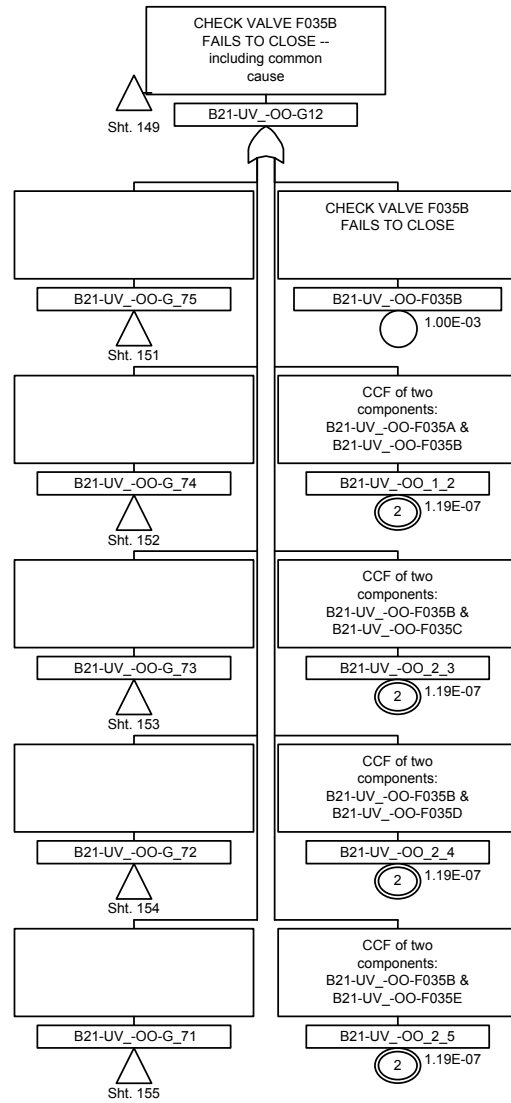 CHECK VALVE F035B
FAILS TO CLOSE --
including common
cause
Sht. 149
B21-UV_-OO-G12
B21-UV_-OO-G_75
Sht. 151
CHECK VALVE F035B
FAILS TO CLOSE
B21-UV_-OO-F035B
1.00E-03
B21-UV_-OO-G_74
Sht. 152
CCF of two
components:
B21-UV_-OO-F035A &
B21-UV_-OO-F035B
B21-UV_-OO_1_2
2
1.19E-07
B21-UV_-OO-G_73
Sht. 153
CCF of two
components:
B21-UV_-OO-F035B &
B21-UV_-OO-F035C
B21-UV_-OO_2_3
2
1.19E-07
B21-UV_-OO-G_72
Sht. 154
CCF of two
components:
B21-UV_-OO-F035B &
B21-UV_-OO-F035D
B21-UV_-OO_2_4
2
1.19E-07
B21-UV_-OO-G_71
Sht. 155
CCF of two
components:
B21-UV_-OO-F035B &
B21-UV_-OO-F035E
B21-UV_-OO_2_5
2
1.19E-07